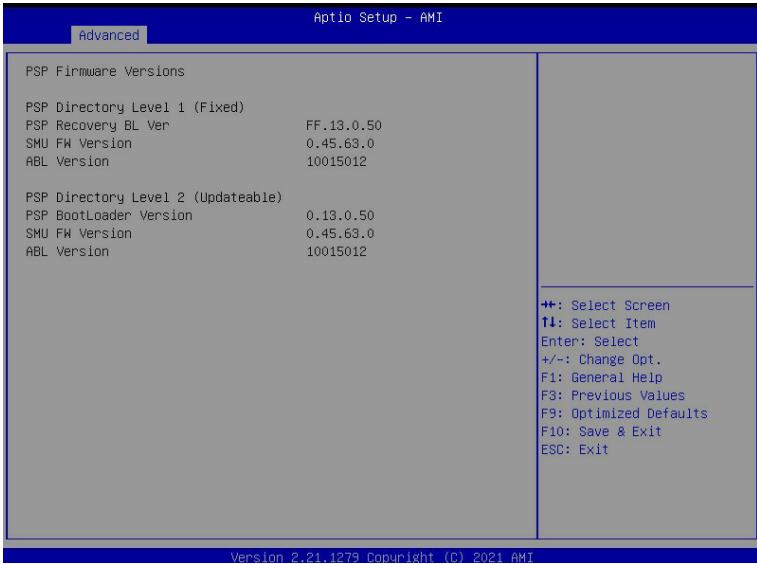 Aptio Setup - AMI
Advanced
PSP Firmware Versions
PSP Directory Level 1 (Fixed)
PSP Recovery BL Ver FF.13.0.50
SMU FW Version 0.45.63.0
ABL Version 10015012
PSP Directory Level 2 (Updateable)
PSP BootLoader Version 0.13.0.50
SMU FW Version 0.45.63.0
ABL Version 10015012
→←: Select Screen
↑↓: Select Item
Enter: Select
+/-: Change Opt.
F1: General Help
F3: Previous Values
F9: Optimized Defaults
F10: Save & Exit
ESC: Exit
Version 2.21.1279 Copyright (C) 2021 AMI